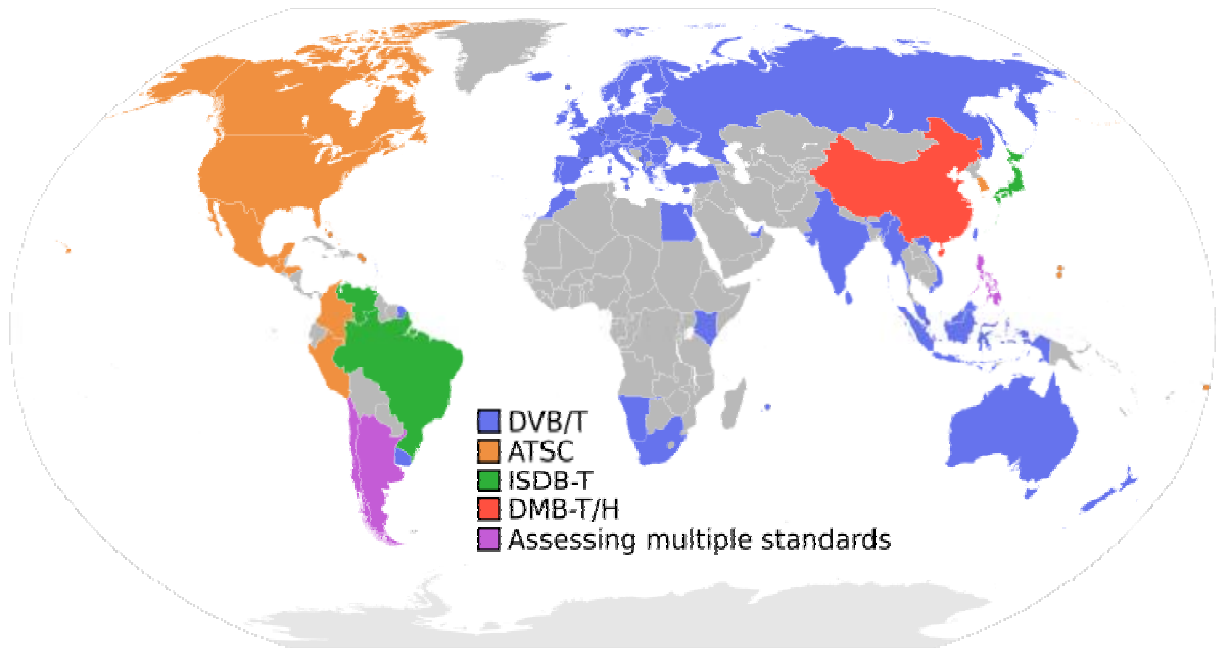 DVB/T
ATSC
ISDB-T
DMB-T/H
Assessing multiple standards